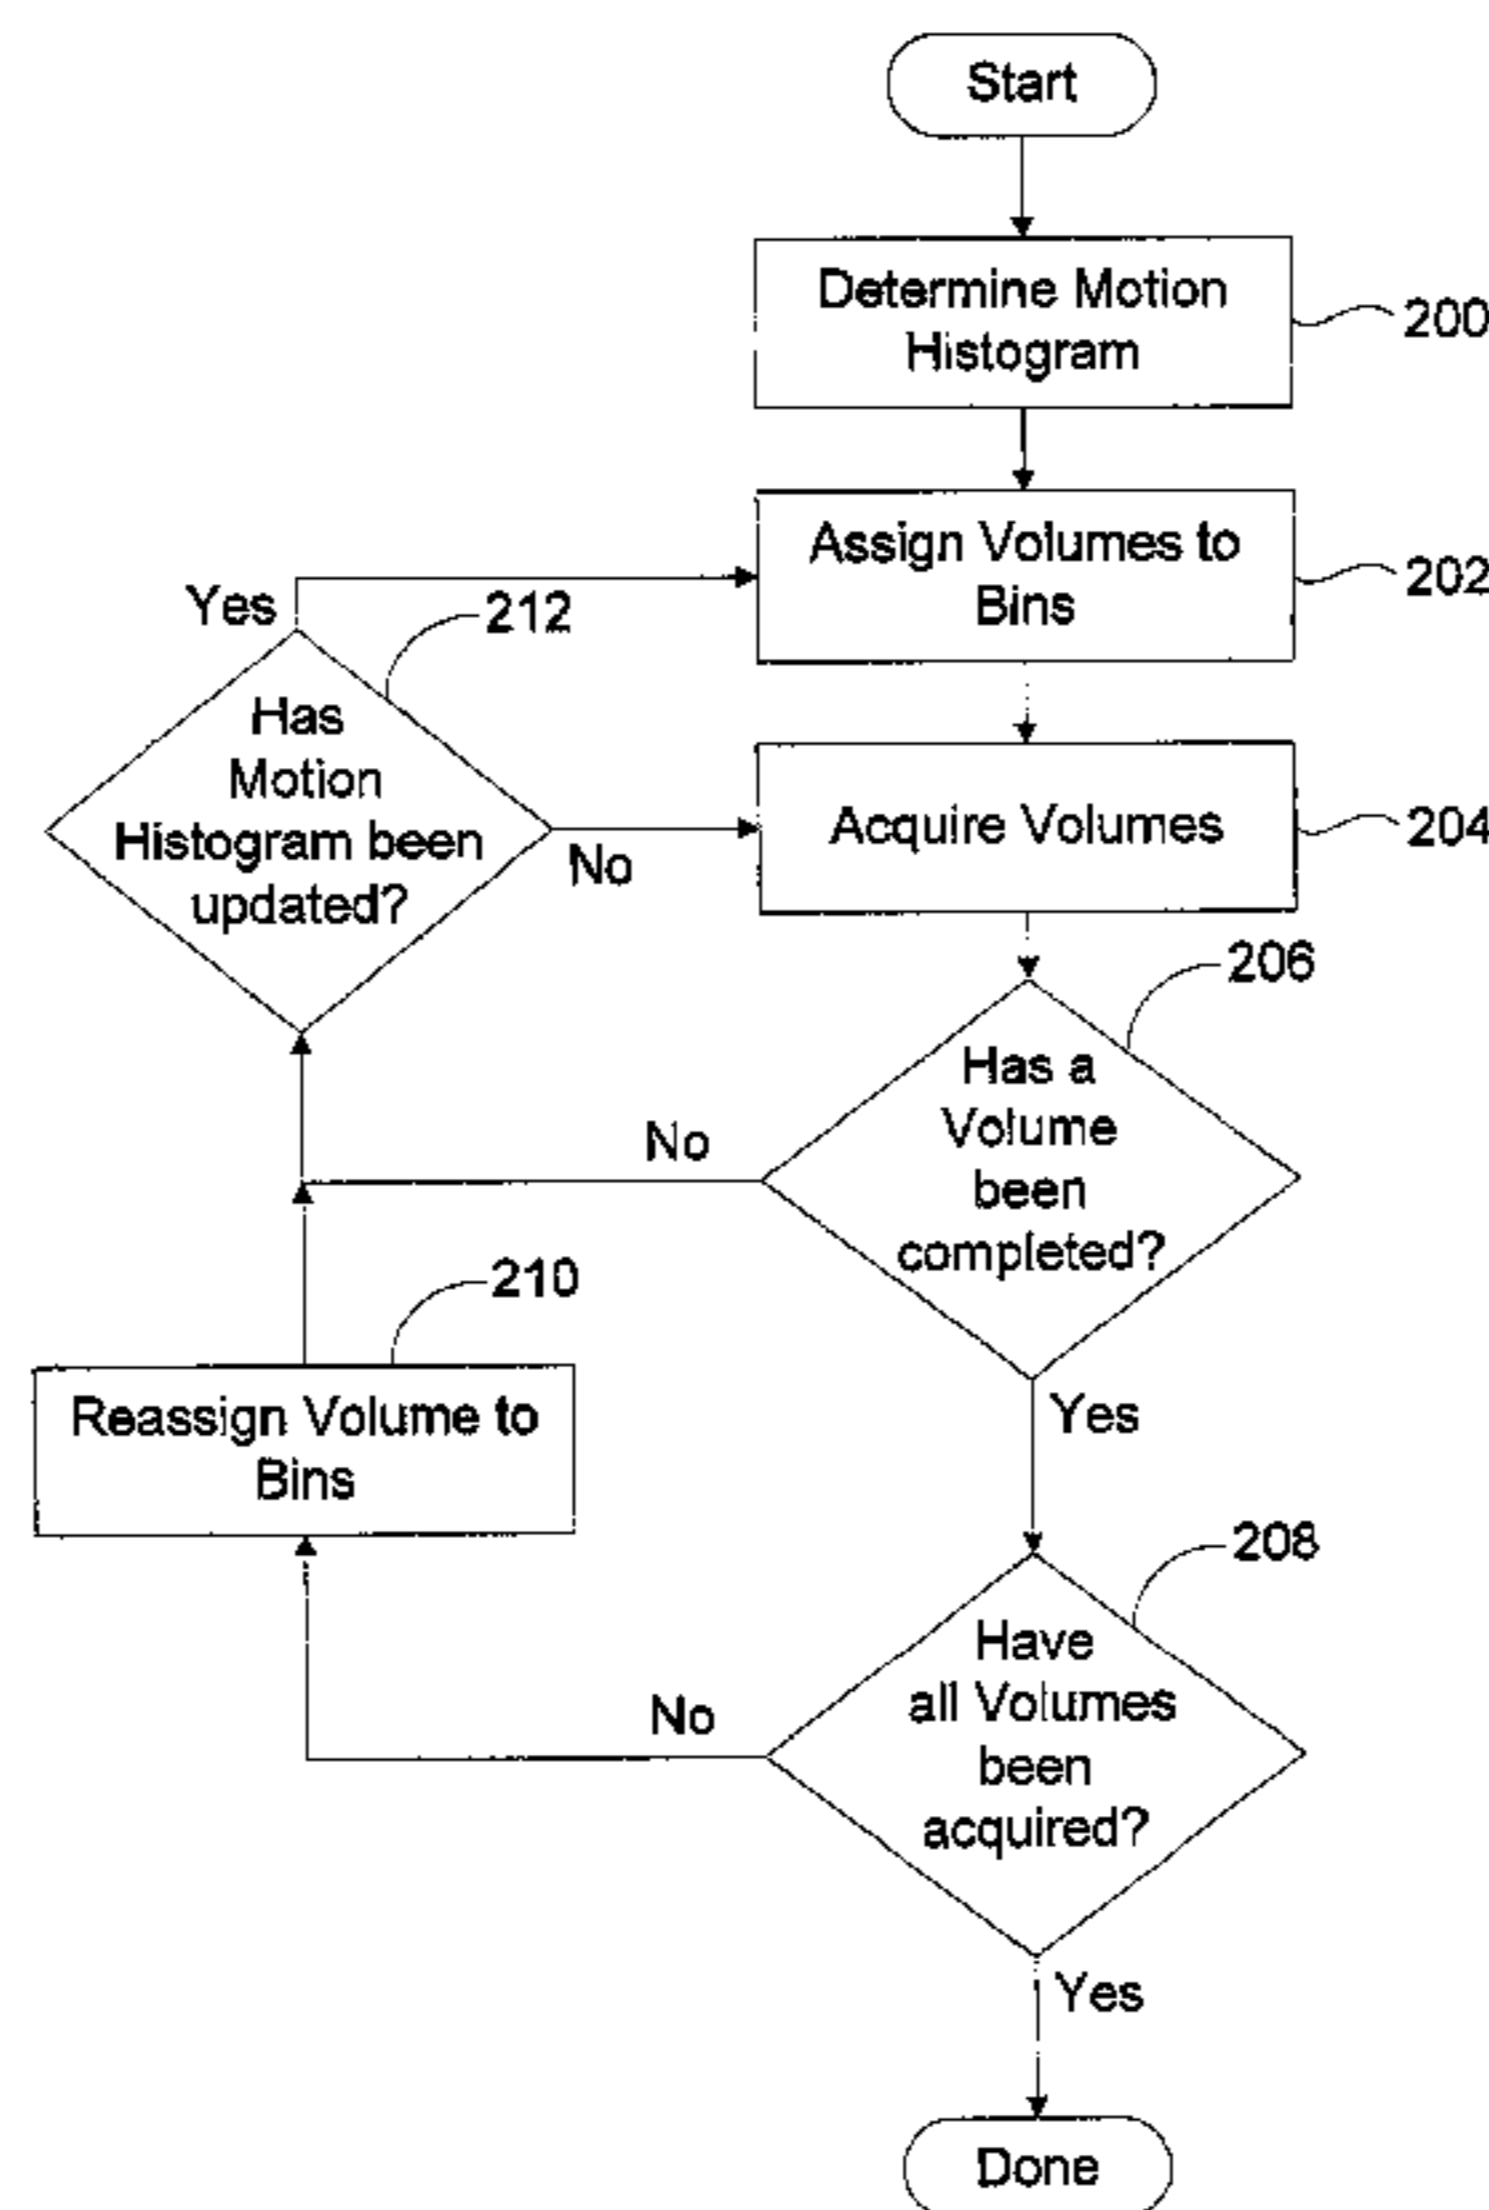 Start
Determine Motion
Histogram
200
Assign Volumes to
Bins
202
Yes
212
Has
Motion
Histogram been
updated?
No
Acquire Volumes
204
206
Has a
Volume
been
completed?
No
Yes
210
Reassign Volume to
Bins
208
Have
all Volumes
been
acquired?
No
Yes
Done